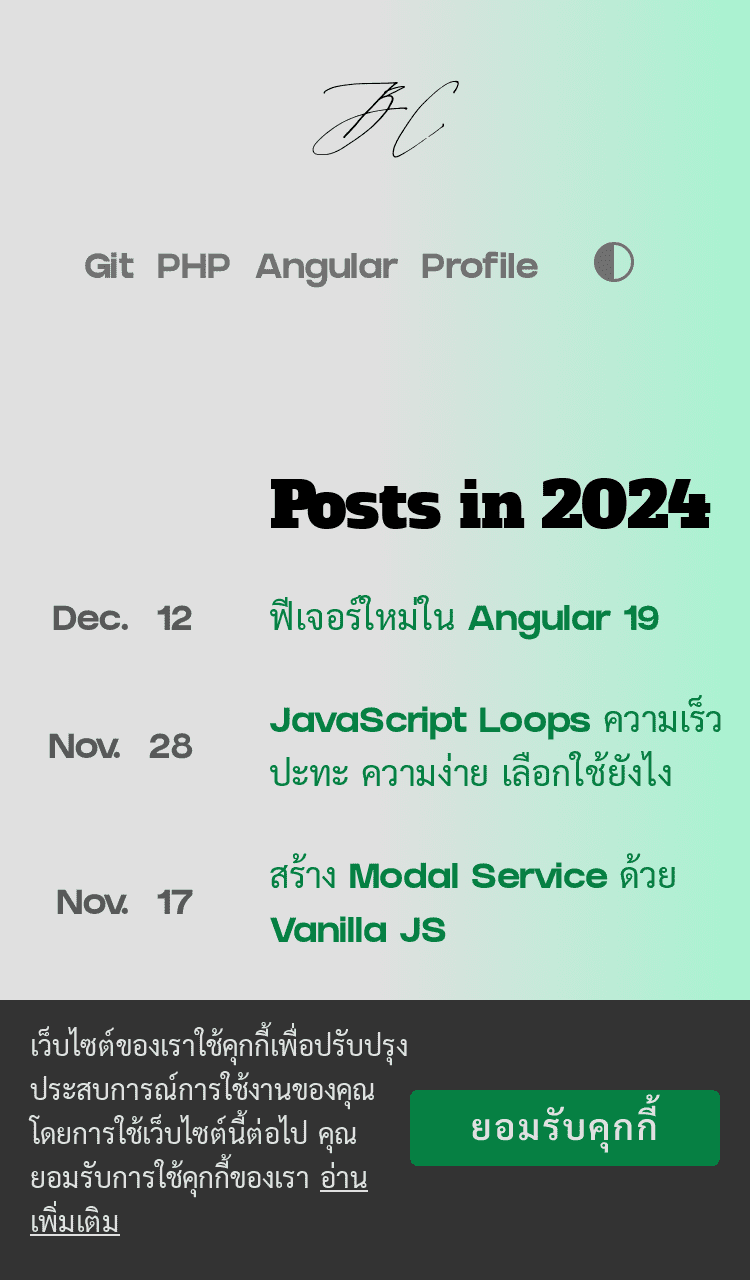 JBC
Git PHP Angular Profile
Posts in 2024
Dec. 12 ฟีเจอร์ใหม่ใน Angular 19
JavaScript Loops ความเร็ว
Nov. 28
ปะทะ ความง่าย เลือกใช้ยังไง
สร้าง Modal Service ด้วย
Nov. 17
Vanilla JS
เว็บไซต์ของเราใช้คุกกี้เพื่อปรับปรุง
ประสบการณ์การใช้งานของคุณ
โดยการใช้เว็บไซต์นี้ต่อไป คุณ
ยอมรับการใช้คุกกี้ของเรา อ่าน
เพิ่มเติม
ยอมรับคุกกี้